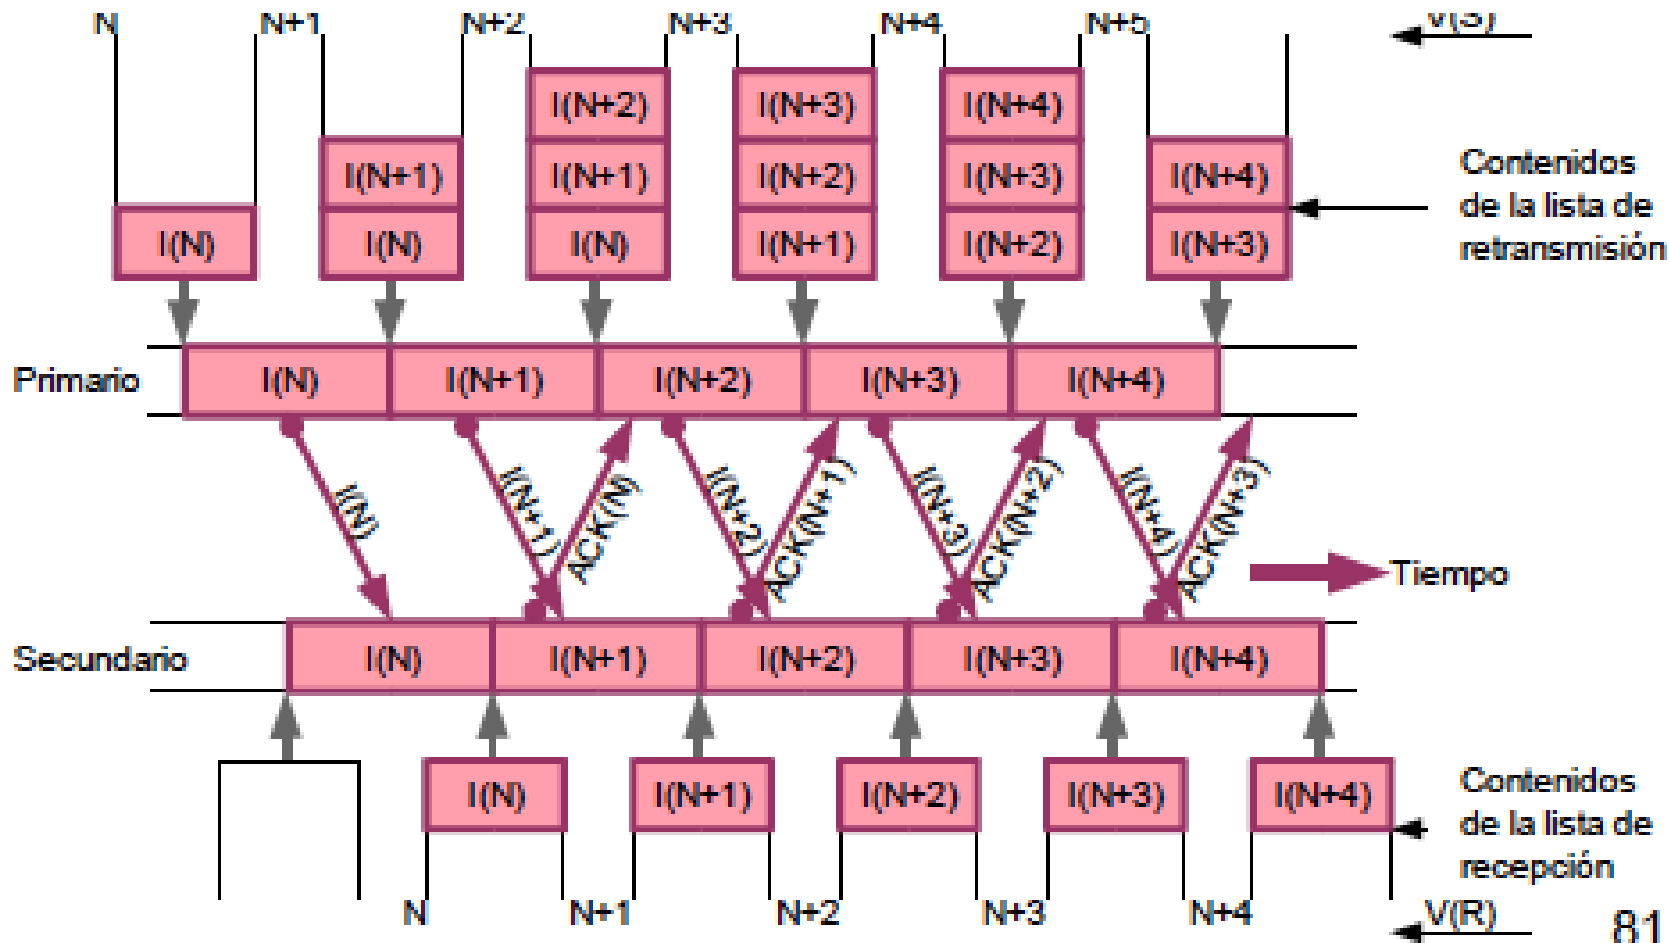 N N+1 N+2 N+3 N+4 N+5 V(S)
I(N+2) I(N+3) I(N+4)
I(N+1) I(N+1) I(N+2) I(N+3) I(N+4)
I(N) I(N) I(N) I(N+1) I(N+2) I(N+3)
Contenidos
de la lista de
retransmisión
Primario I(N) I(N+1) I(N+2) I(N+3) I(N+4)
I(N) I(N+1) ACK(N) I(N+2) ACK(N+1) I(N+3) ACK(N+2) I(N+4) ACK(N+3)
Tiempo
Secundario I(N) I(N+1) I(N+2) I(N+3) I(N+4)
I(N) I(N+1) I(N+2) I(N+3) I(N+4)
Contenidos
de la lista de
recepción
N N+1 N+2 N+3 N+4 V(R)
81